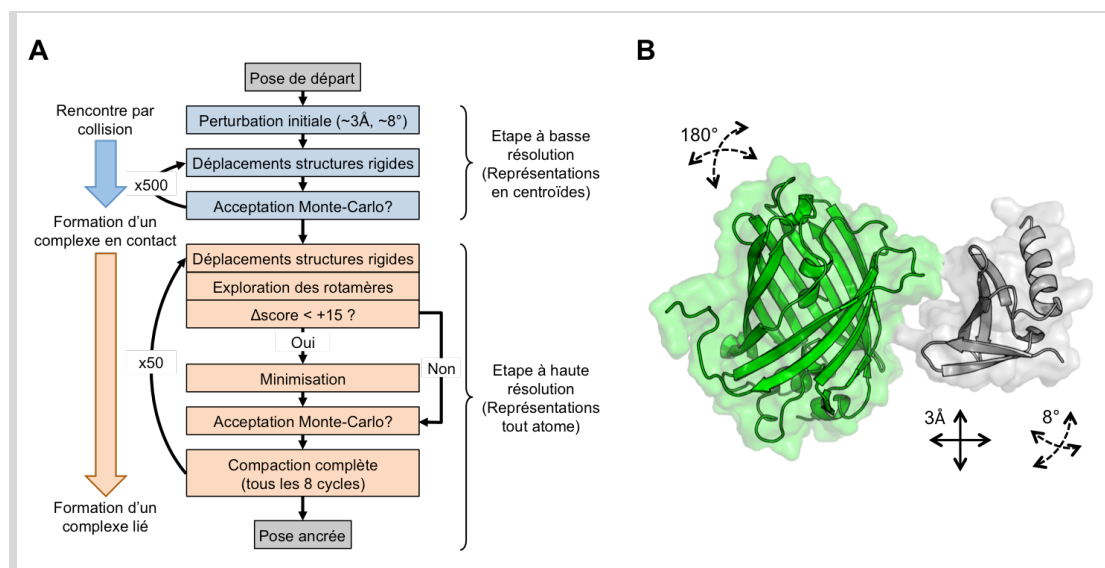 A
Pose de départ
Rencontre par
collision
Perturbation initiale (~3Å, ~8°)
Déplacements structures rigides
x500
Acceptation Monte-Carlo?
Etape à basse
résolution
(Représentations
en centroïdes)
Formation d'un
complexe en contact
Déplacements structures rigides
Exploration des rotamères
Δscore < +15 ?
Oui
Non
x50
Minimisation
Acceptation Monte-Carlo?
Compaction complète
(tous les 8 cycles)
Etape à haute
résolution
(Représentations
tout atome)
Formation d'un
complexe lié
Pose ancrée
B
180°
3Å
8°